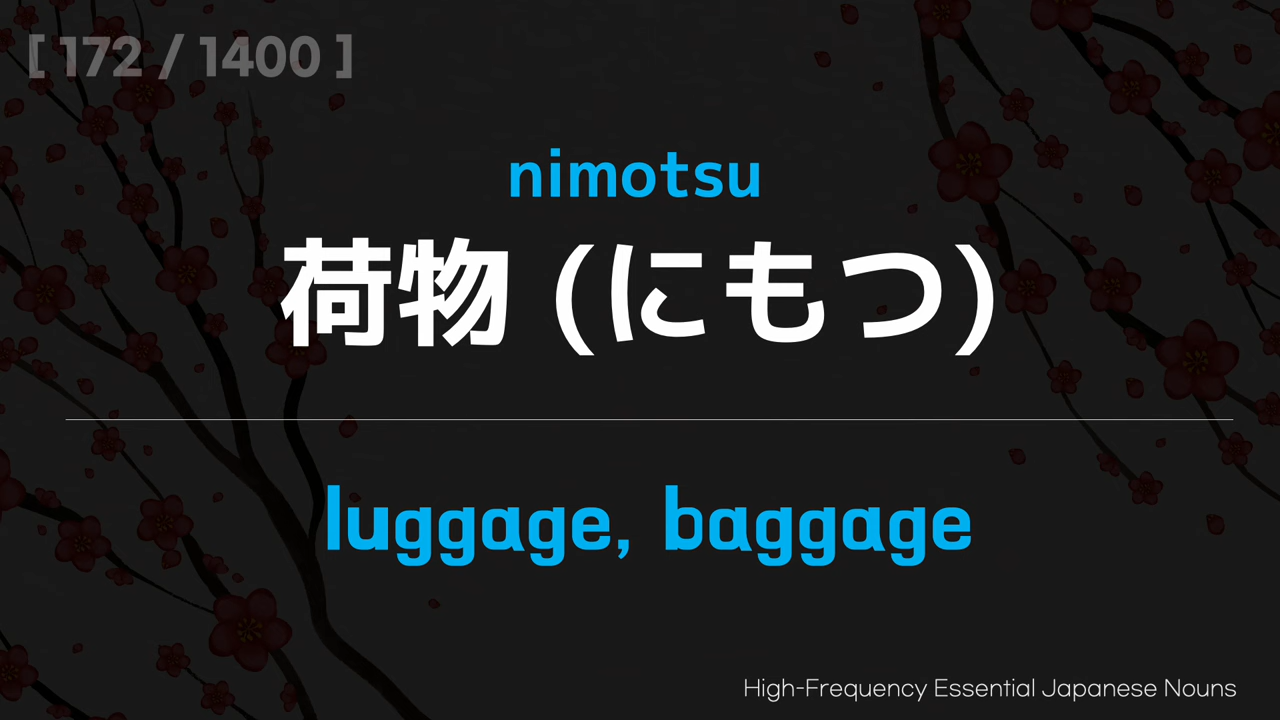 [ 172 / 1400 ]
nimotsu
荷物 (にもつ)
luggage, baggage
High-Frequency Essential Japanese Nouns